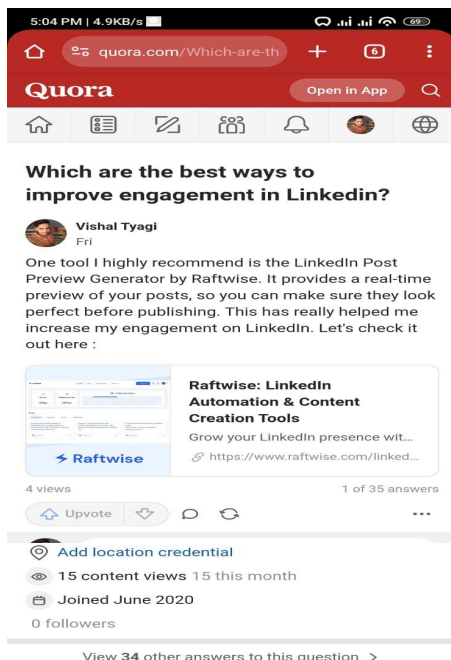 5:04 PM | 4.9KB/s
69
quora.com/Which-are-th
6
Quora
Open in App
Which are the best ways to
improve engagement in Linkedin?
Vishal Tyagi
Fri
One tool I highly recommend is the LinkedIn Post
Preview Generator by Raftwise. It provides a real-time
preview of your posts, so you can make sure they look
perfect before publishing. This has really helped me
increase my engagement on LinkedIn. Let's check it
out here :
Raftwise: LinkedIn
Automation & Content
Creation Tools
Grow your LinkedIn presence wit...
Raftwise
https://www.raftwise.com/linked...
4 views
1 of 35 answers
Upvote
Add location credential
15 content views 15 this month
Joined June 2020
0 followers
View 34 other answers to this question >